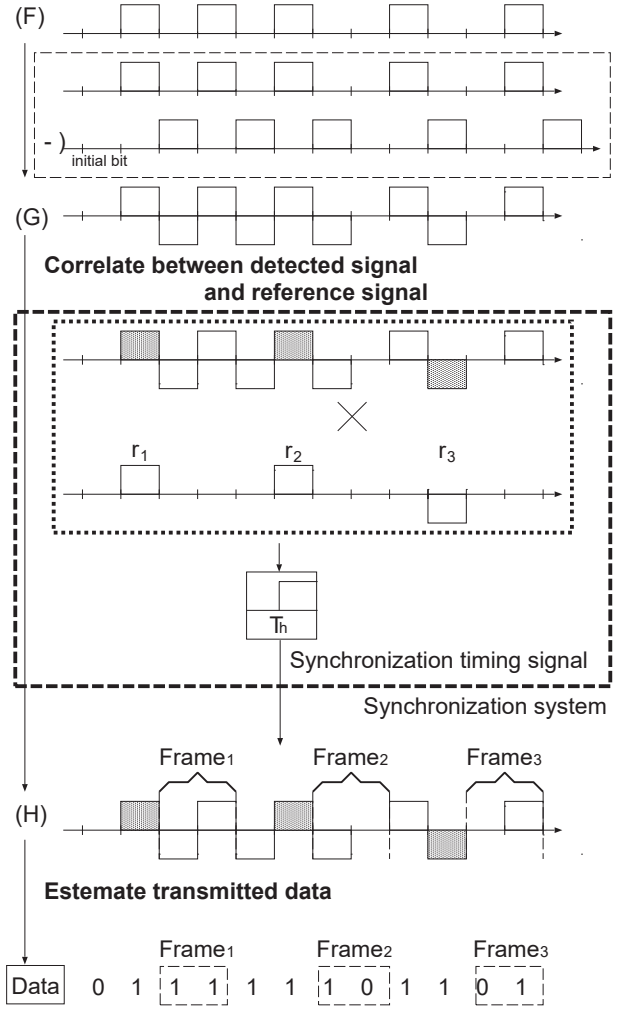 (F)
- )
initial bit
(G)
Correlate between detected signal
and reference signal
r1 r2 r3
Th
Synchronization timing signal
Synchronization system
Frame1 Frame2 Frame3
(H)
Estemate transmitted data
Frame1 Frame2 Frame3
Data 0 1 1 1 1 1 1 0 1 1 0 1